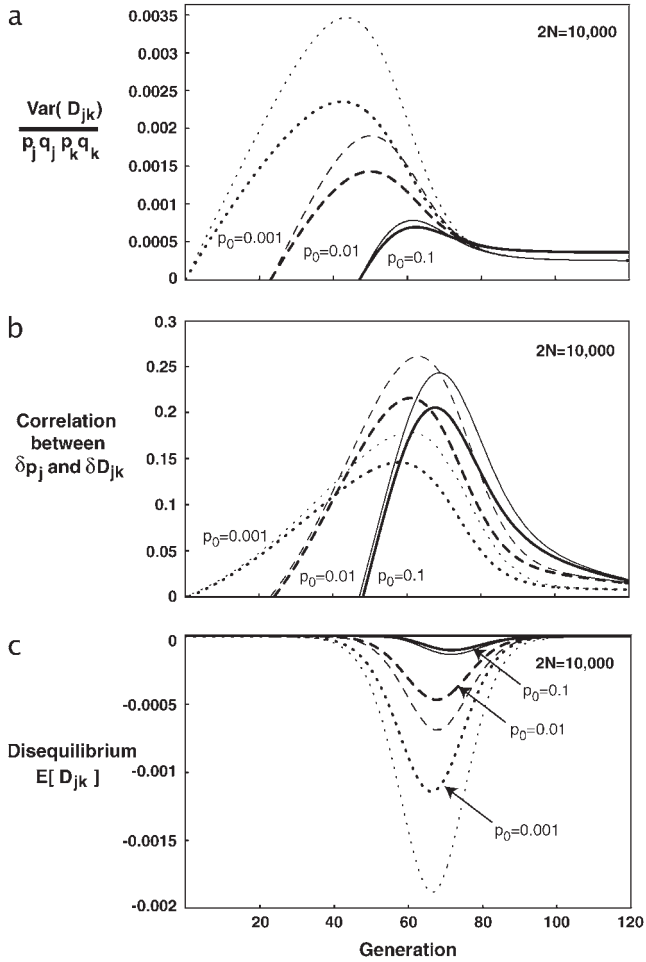 a
0.0035
0.003
0.0025
0.002
0.0015
0.001
0.0005
0
2N=10,000
Var( Djk)
pj qj pk qk
p0=0.001
p0=0.01
p0=0.1
b
0.3
0.25
0.2
0.15
0.1
0.05
0
2N=10,000
Correlation
between
δpj and δDjk
p0=0.001
p0=0.01
p0=0.1
c
0
-0.0005
-0.001
-0.0015
-0.002
2N=10,000
Disequilibrium
E[ Djk ]
p0=0.1
p0=0.01
p0=0.001
20
40
60
80
100
120
Generation